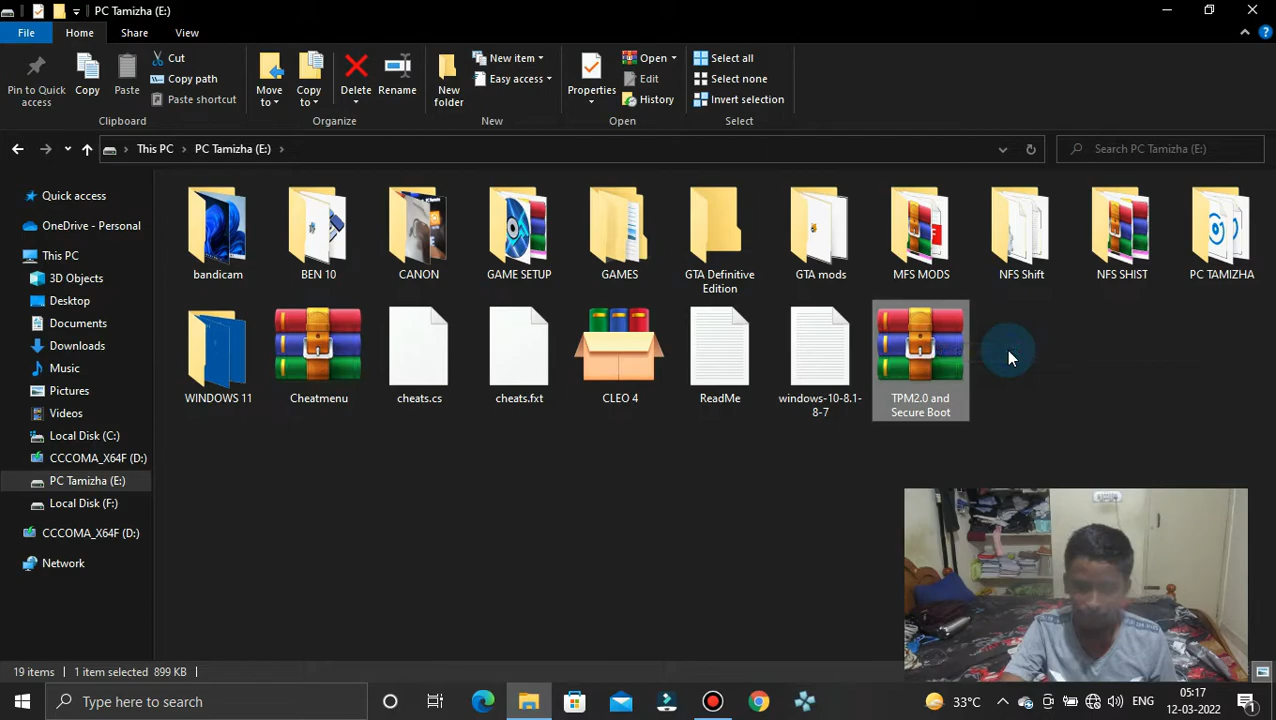 PC Tamizha (E:)
File
Home
Share
View
Pin to Quick
access
Copy
Paste
Cut
Copy path
Paste shortcut
Clipboard
Move
to
Copy
to
Delete
Rename
Organize
New
folder
New item
Easy access
New
Properties
Open
Edit
History
Open
Select all
Select none
Invert selection
Select
This PC
PC Tamizha (E:)
Search PC Tamizha (E:)
Quick access
OneDrive - Personal
This PC
3D Objects
Desktop
Documents
Downloads
Music
Pictures
Videos
Local Disk (C:)
CCCOMA_X64F (D:)
PC Tamizha (E:)
Local Disk (F:)
CCCOMA_X64F (D:)
Network
bandicam
BEN 10
CANON
GAME SETUP
GAMES
GTA Definitive
Edition
GTA mods
MFS MODS
NFS Shift
NFS SHIST
PC TAMIZHA
WINDOWS 11
Cheatmenu
cheats.cs
cheats.fxt
CLEO 4
ReadMe
windows-10-8.1-
8-7
TPM2.0 and
Secure Boot
19 items
1 item selected 899 KB
Type here to search
33°C
ENG
05:17
12-03-2022
1